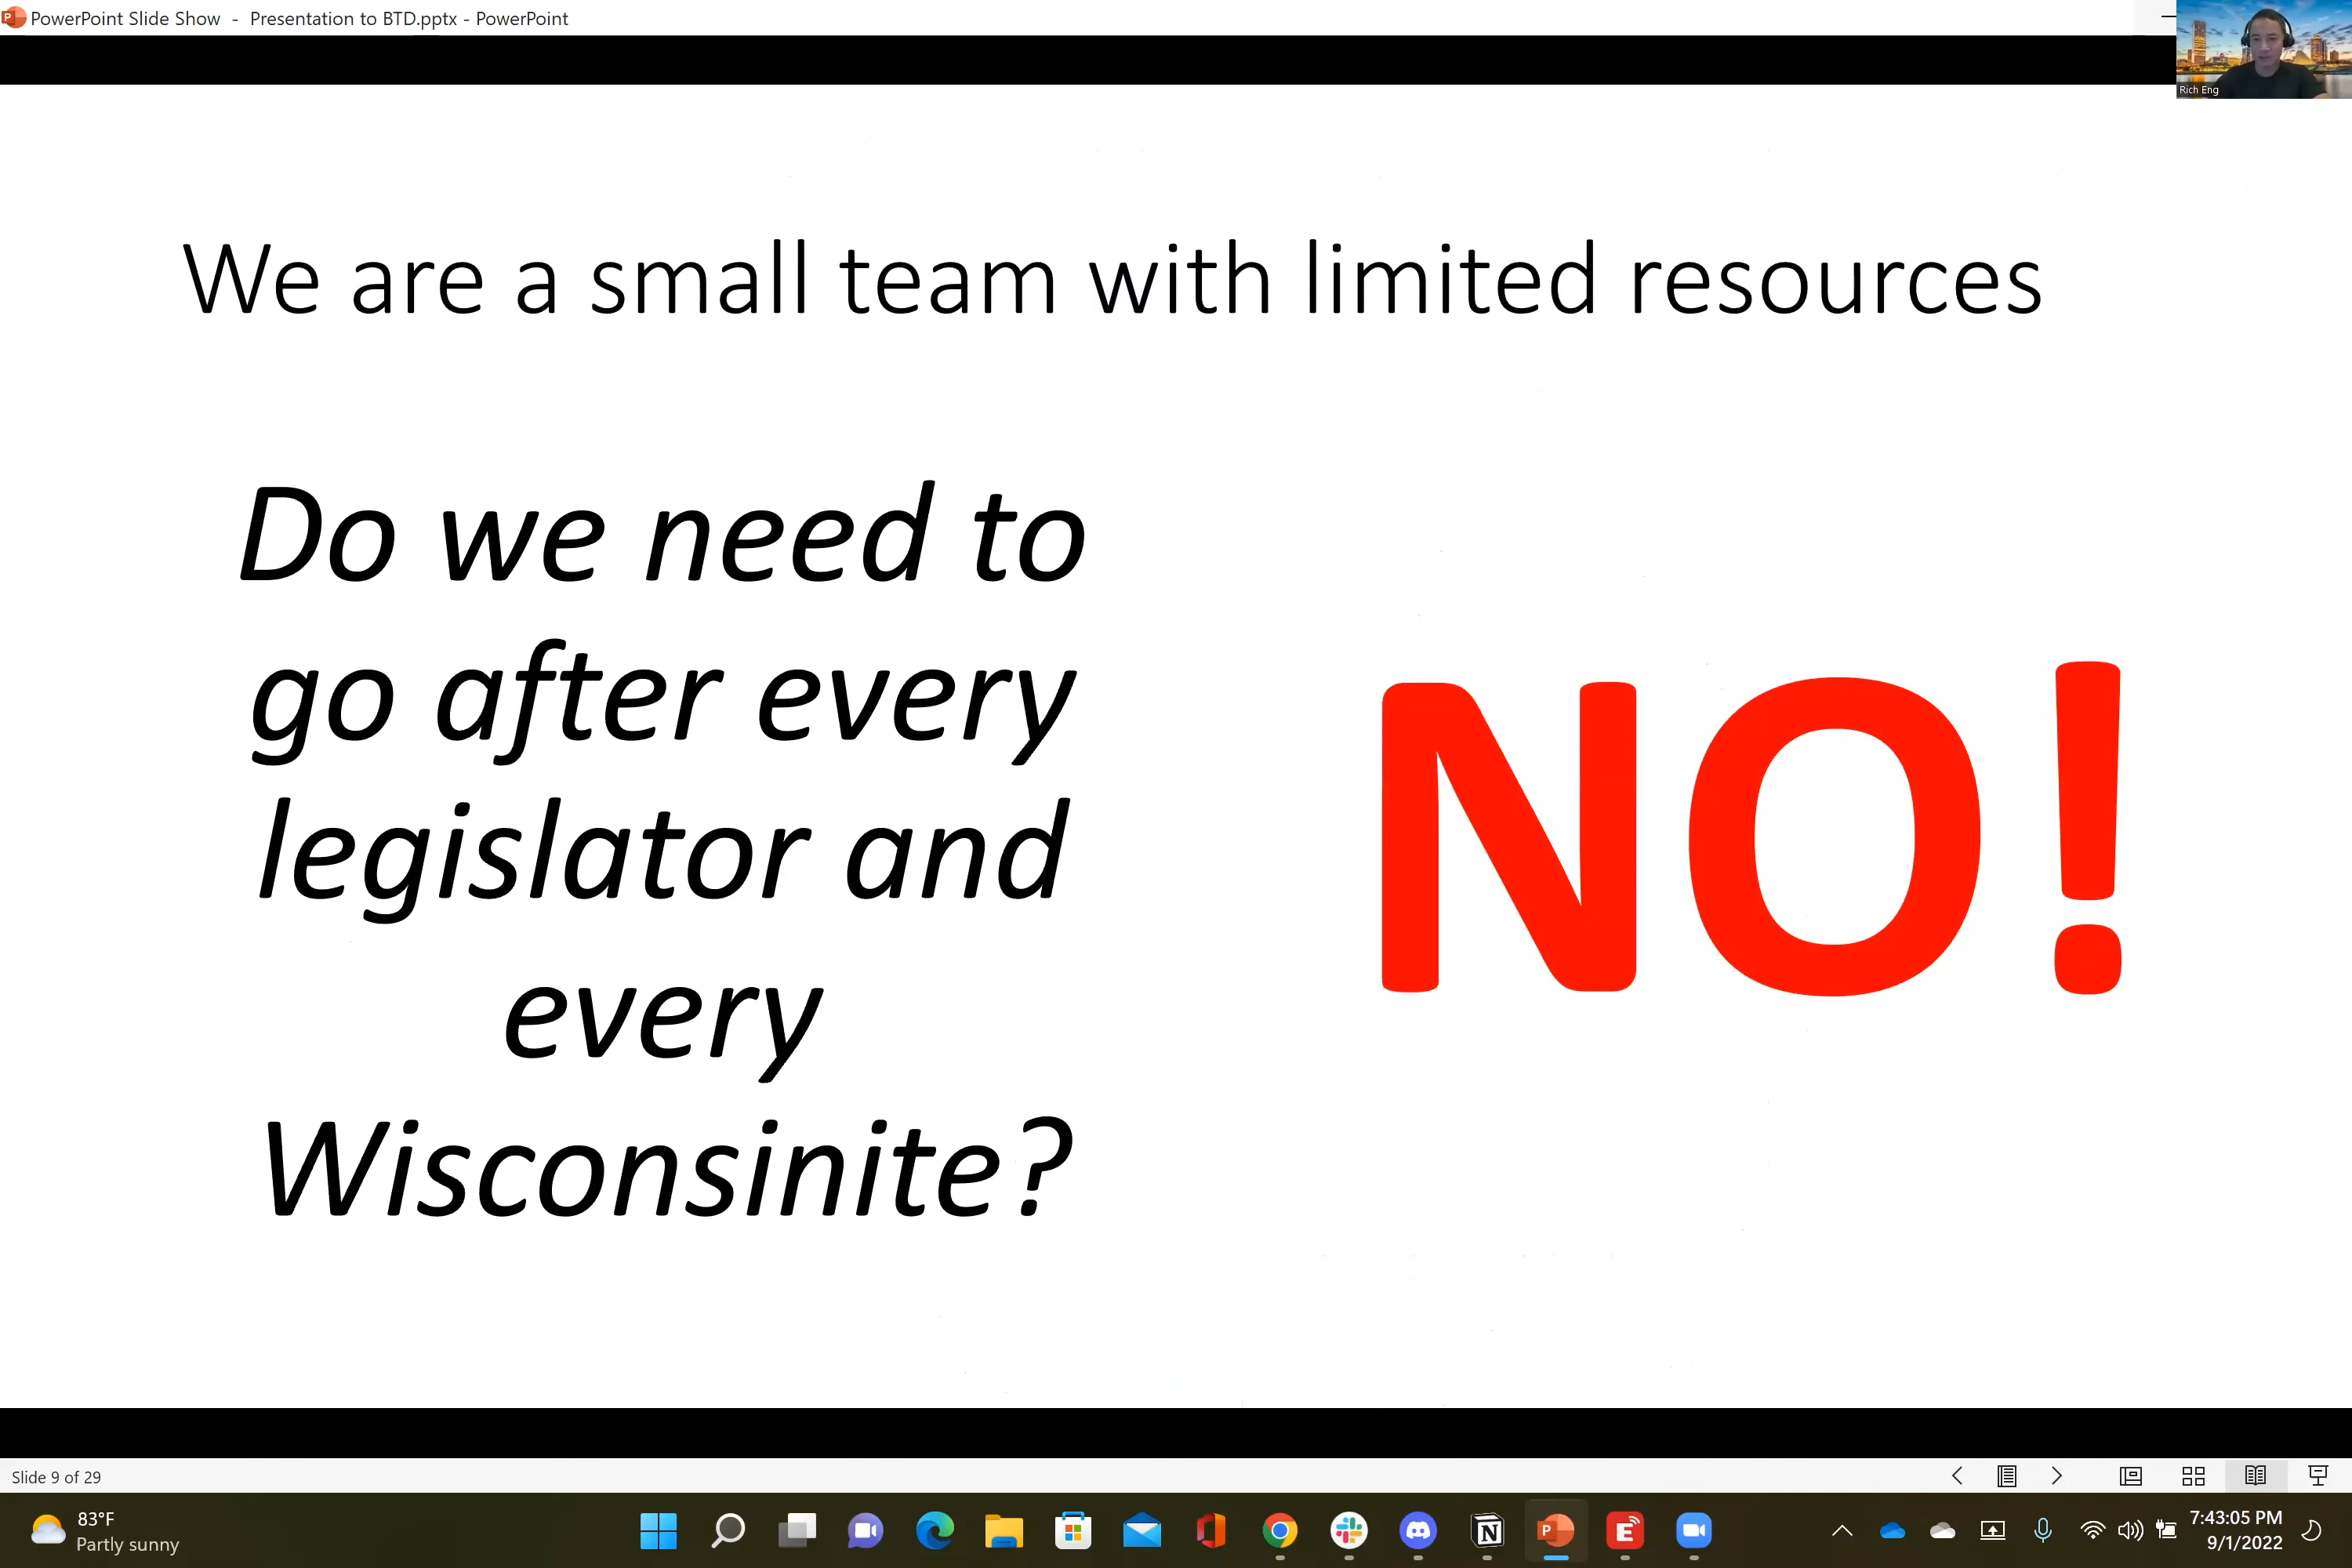 PowerPoint Slide Show - Presentation to BTD.pptx - PowerPoint
Rich Eng
We are a small team with limited resources
Do we need to
go after every
legislator and
every
Wisconsinite?
NO!
Slide 9 of 29
83°F
Partly sunny
7:43:05 PM
9/1/2022